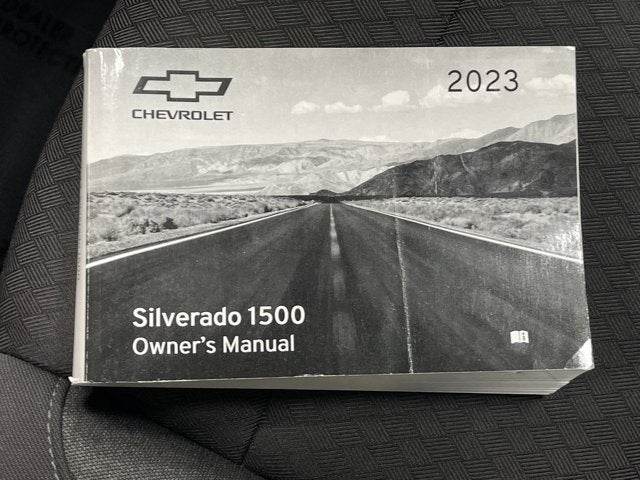 CHEVROLET
2023
Silverado 1500
Owner's Manual